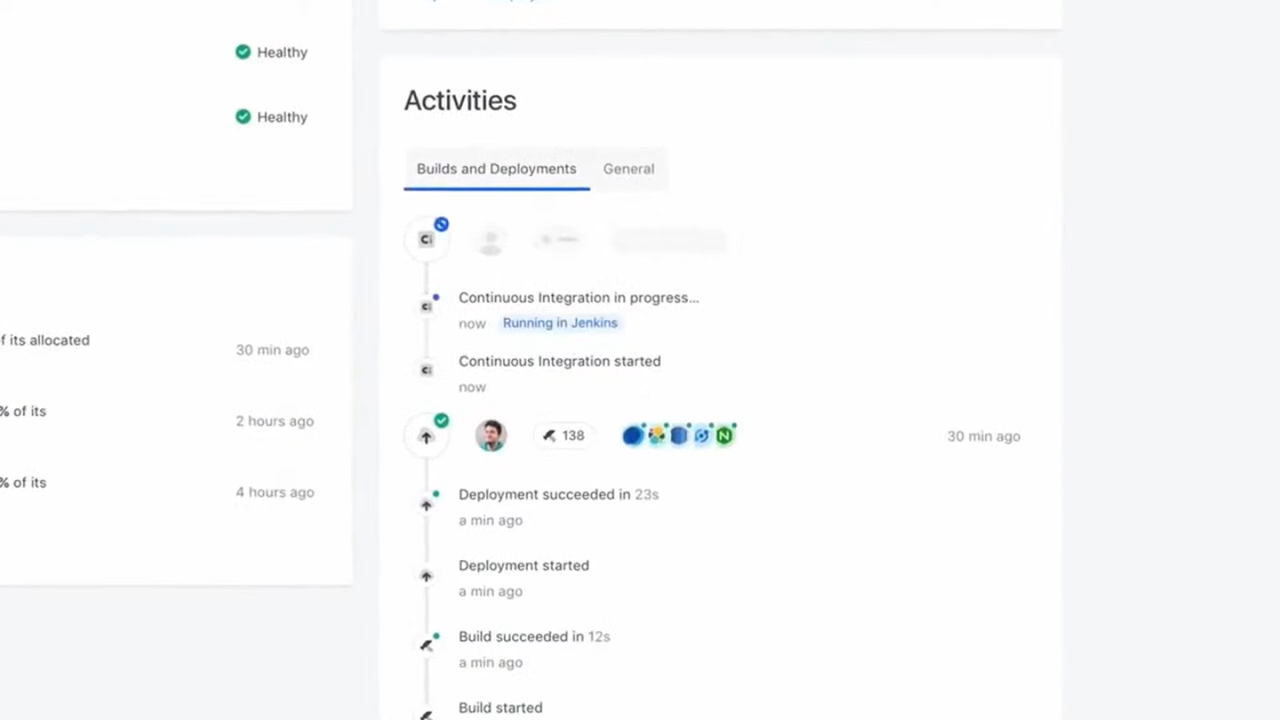 Healthy
Healthy
f its allocated
30 min ago
% of its
2 hours ago
% of its
4 hours ago
Activities
Builds and Deployments General
Continuous Integration in progress...
now Running in Jenkins
Continuous Integration started
now
138 30 min ago
Deployment succeeded in 23s
a min ago
Deployment started
a min ago
Build succeeded in 12s
a min ago
Build started